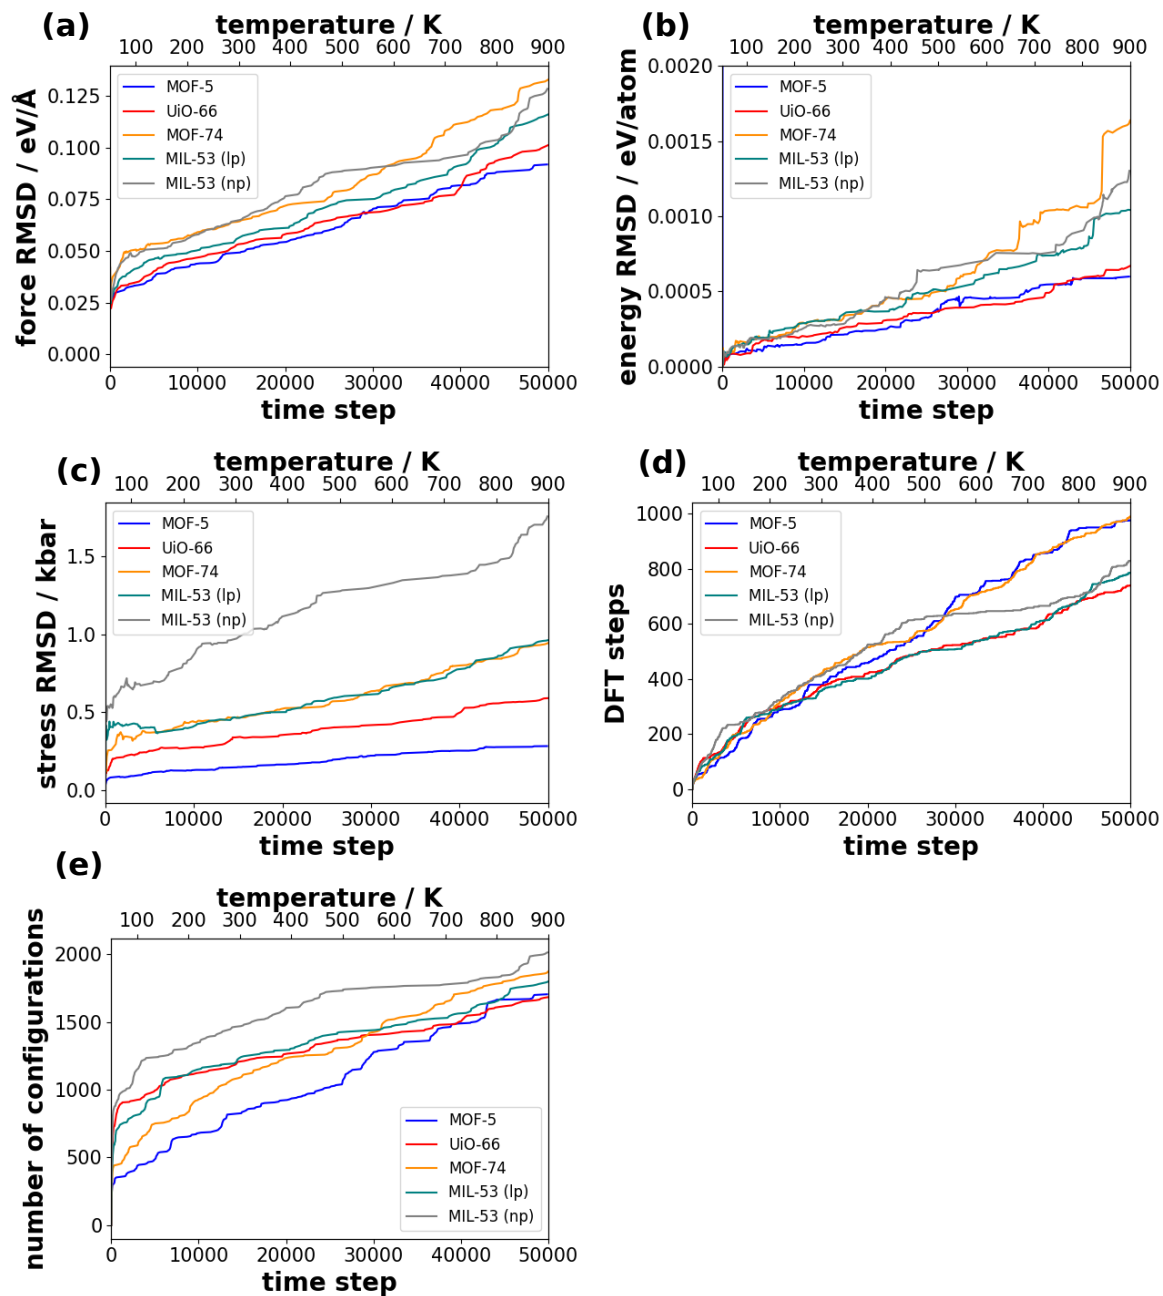 (a)
temperature / K
100 200 300 400 500 600 700 800 900
force RMSD / eV/Å
0.125
0.100
0.075
0.050
0.025
0.000
MOF-5
UiO-66
MOF-74
MIL-53 (lp)
MIL-53 (np)
0 10000 20000 30000 40000 50000
time step
(b)
temperature / K
100 200 300 400 500 600 700 800 900
energy RMSD / eV/atom
0.0020
0.0015
0.0010
0.0005
0.0000
MOF-5
UiO-66
MOF-74
MIL-53 (lp)
MIL-53 (np)
0 10000 20000 30000 40000 50000
time step
(c)
temperature / K
100 200 300 400 500 600 700 800 900
stress RMSD / kbar
1.5
1.0
0.5
0.0
MOF-5
UiO-66
MOF-74
MIL-53 (lp)
MIL-53 (np)
0 10000 20000 30000 40000 50000
time step
(d)
temperature / K
100 200 300 400 500 600 700 800 900
DFT steps
1000
800
600
400
200
0
MOF-5
UiO-66
MOF-74
MIL-53 (lp)
MIL-53 (np)
0 10000 20000 30000 40000 50000
time step
(e)
temperature / K
100 200 300 400 500 600 700 800 900
number of configurations
2000
1500
1000
500
0
MOF-5
UiO-66
MOF-74
MIL-53 (lp)
MIL-53 (np)
0 10000 20000 30000 40000 50000
time step